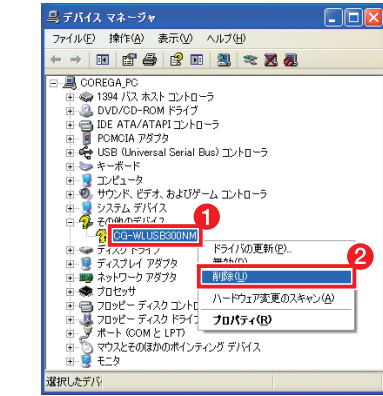 デバイス マネージャ
ファイル(F) 操作(A) 表示(V) ヘルプ(H)
COREGA_PC
1394 バス ホスト コントローラ
DVD/CD-ROM ドライブ
IDE ATA/ATAPI コントローラ
PCMCIA アダプタ
USB (Universal Serial Bus) コントローラ
キーボード
コンピュータ
サウンド、ビデオ、およびゲーム コントローラ
システム デバイス
その他のデバイス
1
CG-WLUSB300NM
ディスク ドライブ
ディスプレイ アダプタ
ネットワーク アダプタ
プロセッサ
フロッピー ディスク コント
フロッピー ディスク ドライブ
ポート (COM と LPT)
マウスとそのほかのポインティング デバイス
モニタ
ドライバの更新(P)...
無効(D)
2
削除(U)
ハードウェア変更のスキャン(A)
プロパティ(R)
選択したデバ